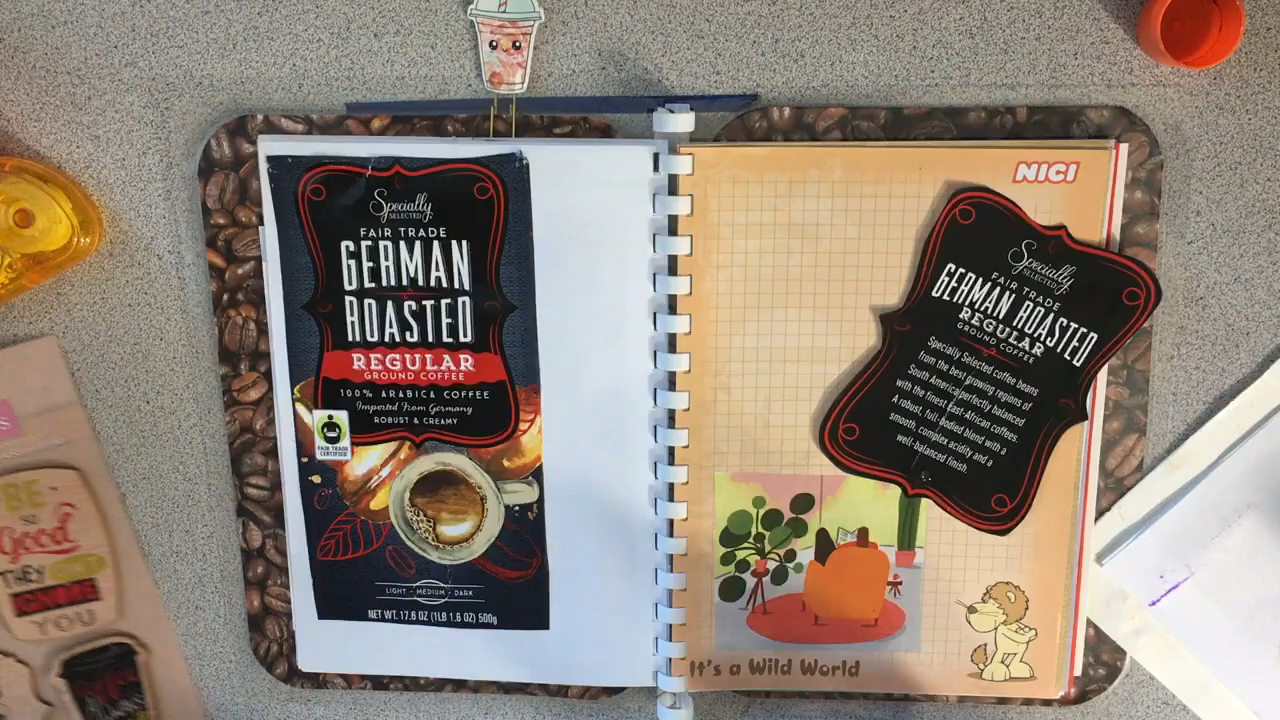 Specially
SELECTED
FAIR TRADE
GERMAN
ROASTED
REGULAR
GROUND COFFEE
100% ARABICA COFFEE
Imported From Germany
ROBUST & CREAMY
FAIR TRADE
CERTIFIED
LIGHT - MEDIUM - DARK
NET WT. 17.6 OZ (1LB 1.6 OZ) 500g
NICI
Specially
SELECTED
FAIR TRADE
GERMAN ROASTED
REGULAR
GROUND COFFEE
Specially Selected coffee beans
from the best growing regions of
South America perfectly balanced
with the finest East-African coffees.
A robust, full-bodied blend with a
smooth, complex acidity and a
well-balanced finish.
It's a Wild World
BE
so
Good
THEY
YOU